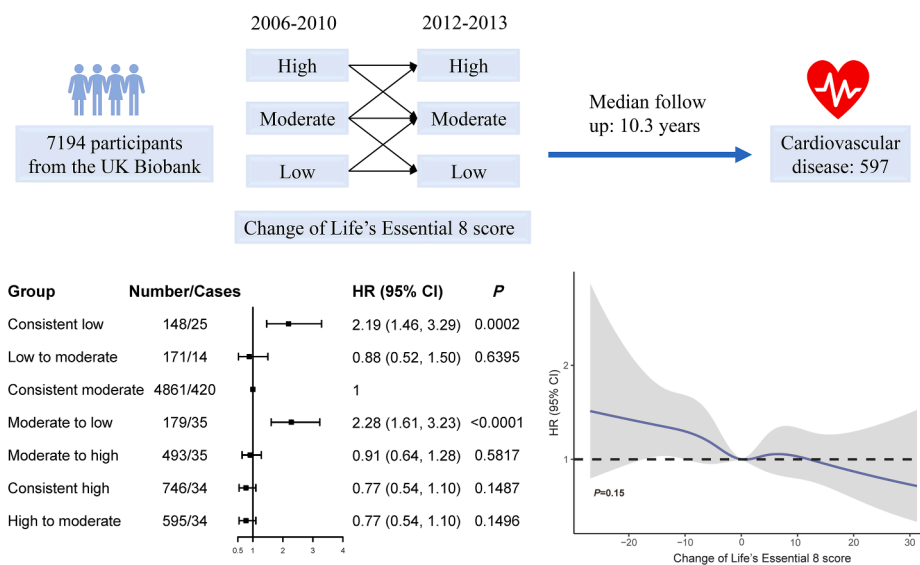 2006-2010 2012-2013
High High
Moderate Moderate
Low Low
7194 participants
from the UK Biobank
Change of Life's Essential 8 score
Median follow
up: 10.3 years
Cardiovascular
disease: 597
Group Number/Cases HR (95% CI) P
Consistent low 148/25 2.19 (1.46, 3.29) 0.0002
Low to moderate 171/14 0.88 (0.52, 1.50) 0.6395
Consistent moderate 4861/420 1
Moderate to low 179/35 2.28 (1.61, 3.23) <0.0001
Moderate to high 493/35 0.91 (0.64, 1.28) 0.5817
Consistent high 746/34 0.77 (0.54, 1.10) 0.1487
High to moderate 595/34 0.77 (0.54, 1.10) 0.1496
0.5 1 2 3 4
HR (95% CI)
2
1
P=0.15
−20 −10 0 10 20 30
Change of Life's Essential 8 score